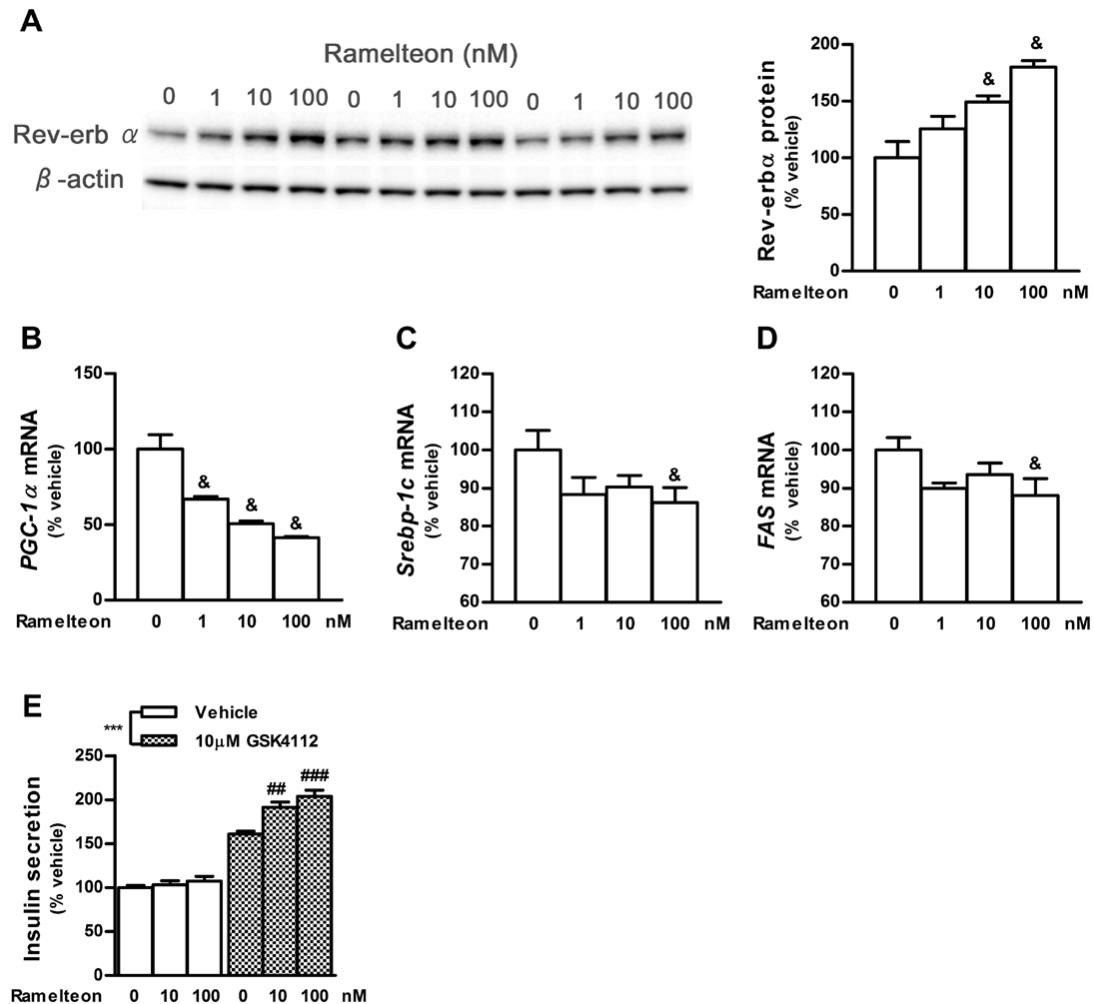 A
Ramelteon (nM)
0 1 10 100 0 1 10 100 0 1 10 100
Rev-erb α
β-actin
Rev-erbα protein
(% vehicle)
200
150
100
50
0
& &
Ramelteon 0 1 10 100 nM
B
PGC-1α mRNA
(% vehicle)
150
100
50
0
& & &
Ramelteon 0 1 10 100 nM
C
Srebp-1c mRNA
(% vehicle)
120
110
100
90
80
70
60
&
Ramelteon 0 1 10 100 nM
D
FAS mRNA
(% vehicle)
120
110
100
90
80
70
60
&
Ramelteon 0 1 10 100 nM
E
*** Vehicle
10μM GSK4112
Insulin secretion
(% vehicle)
250
200
150
100
50
0
## ###
Ramelteon 0 10 100 0 10 100 nM